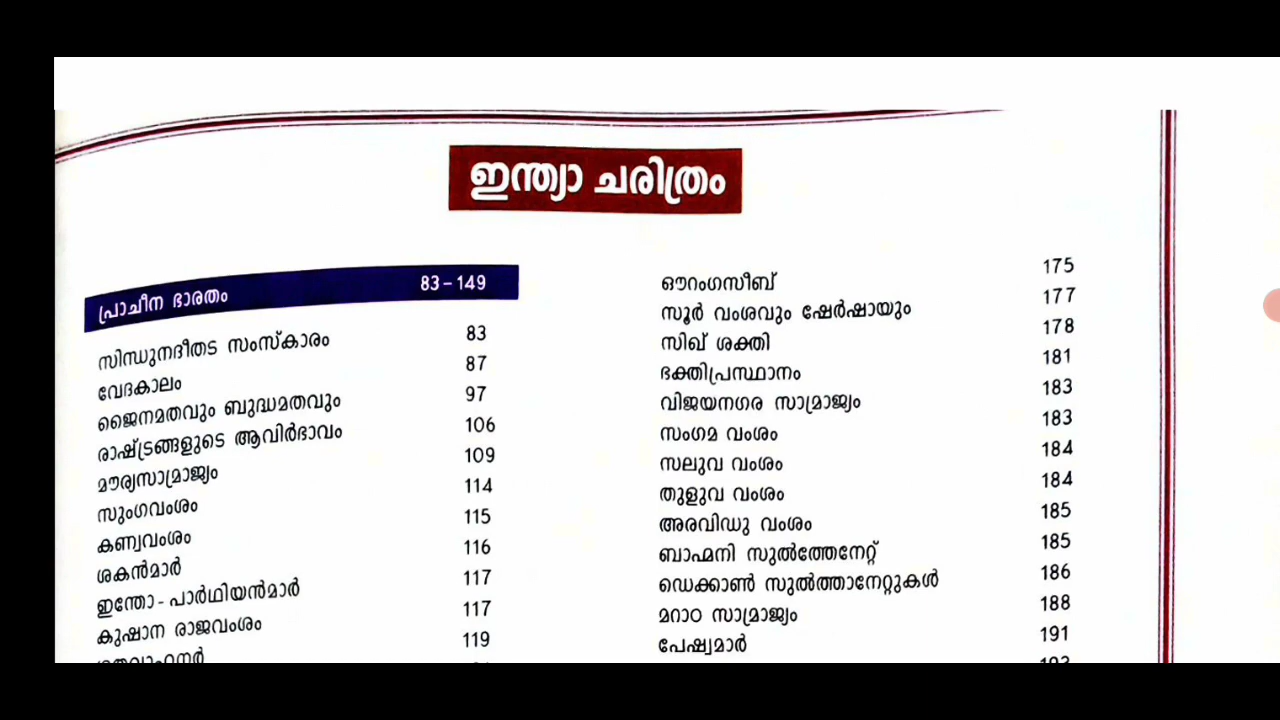 ഇന്ത്യാ ചരിത്രം
പ്രാചീന ഭാരതം 83-149
സിന്ധുനദീതട സംസ്കാരം 83
വേദകാലം 87
ജൈനമതവും ബുദ്ധമതവും 97
രാഷ്ട്രങ്ങളുടെ ആവിർഭാവം 106
മൗര്യസാമ്രാജ്യം 109
സുംഗവംശം 114
കണ്വവംശം 115
ശകൻമാർ 116
ഇന്തോ - പാർഥിയൻമാർ 117
കുഷാന രാജവംശം 117
119
ഔറംഗസീബ് 175
സൂർ വംശവും ഷേർഷായും 177
സിഖ് ശക്തി 178
ഭക്തിപ്രസ്ഥാനം 181
വിജയനഗര സാമ്രാജ്യം 183
സംഗമ വംശം 183
സലുവ വംശം 184
തുളുവ വംശം 184
അരവിഡു വംശം 185
ബാഹ്മനി സുൽത്തേനേറ്റ് 185
ഡെക്കാൺ സുൽത്താനേറ്റുകൾ 186
മറാഠ സാമ്രാജ്യം 188
പേഷ്വമാർ 191